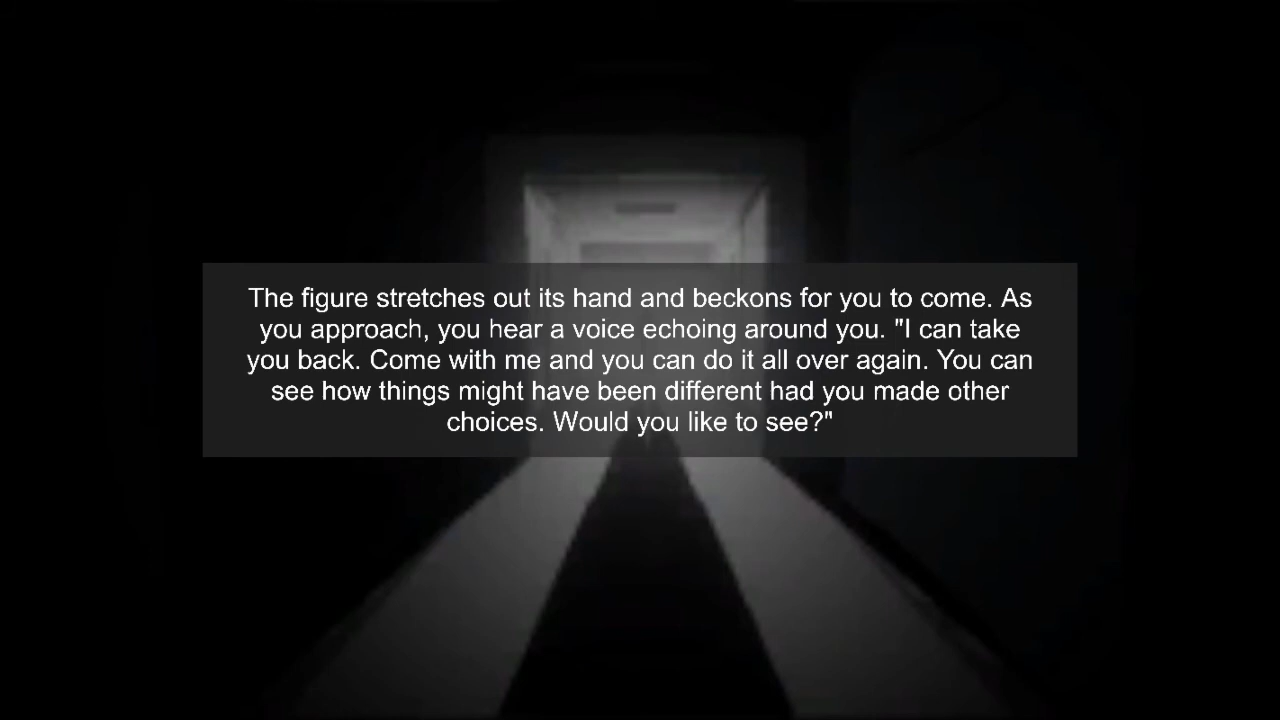 The figure stretches out its hand and beckons for you to come. As
you approach, you hear a voice echoing around you. "I can take
you back. Come with me and you can do it all over again. You can
see how things might have been different had you made other
choices. Would you like to see?"